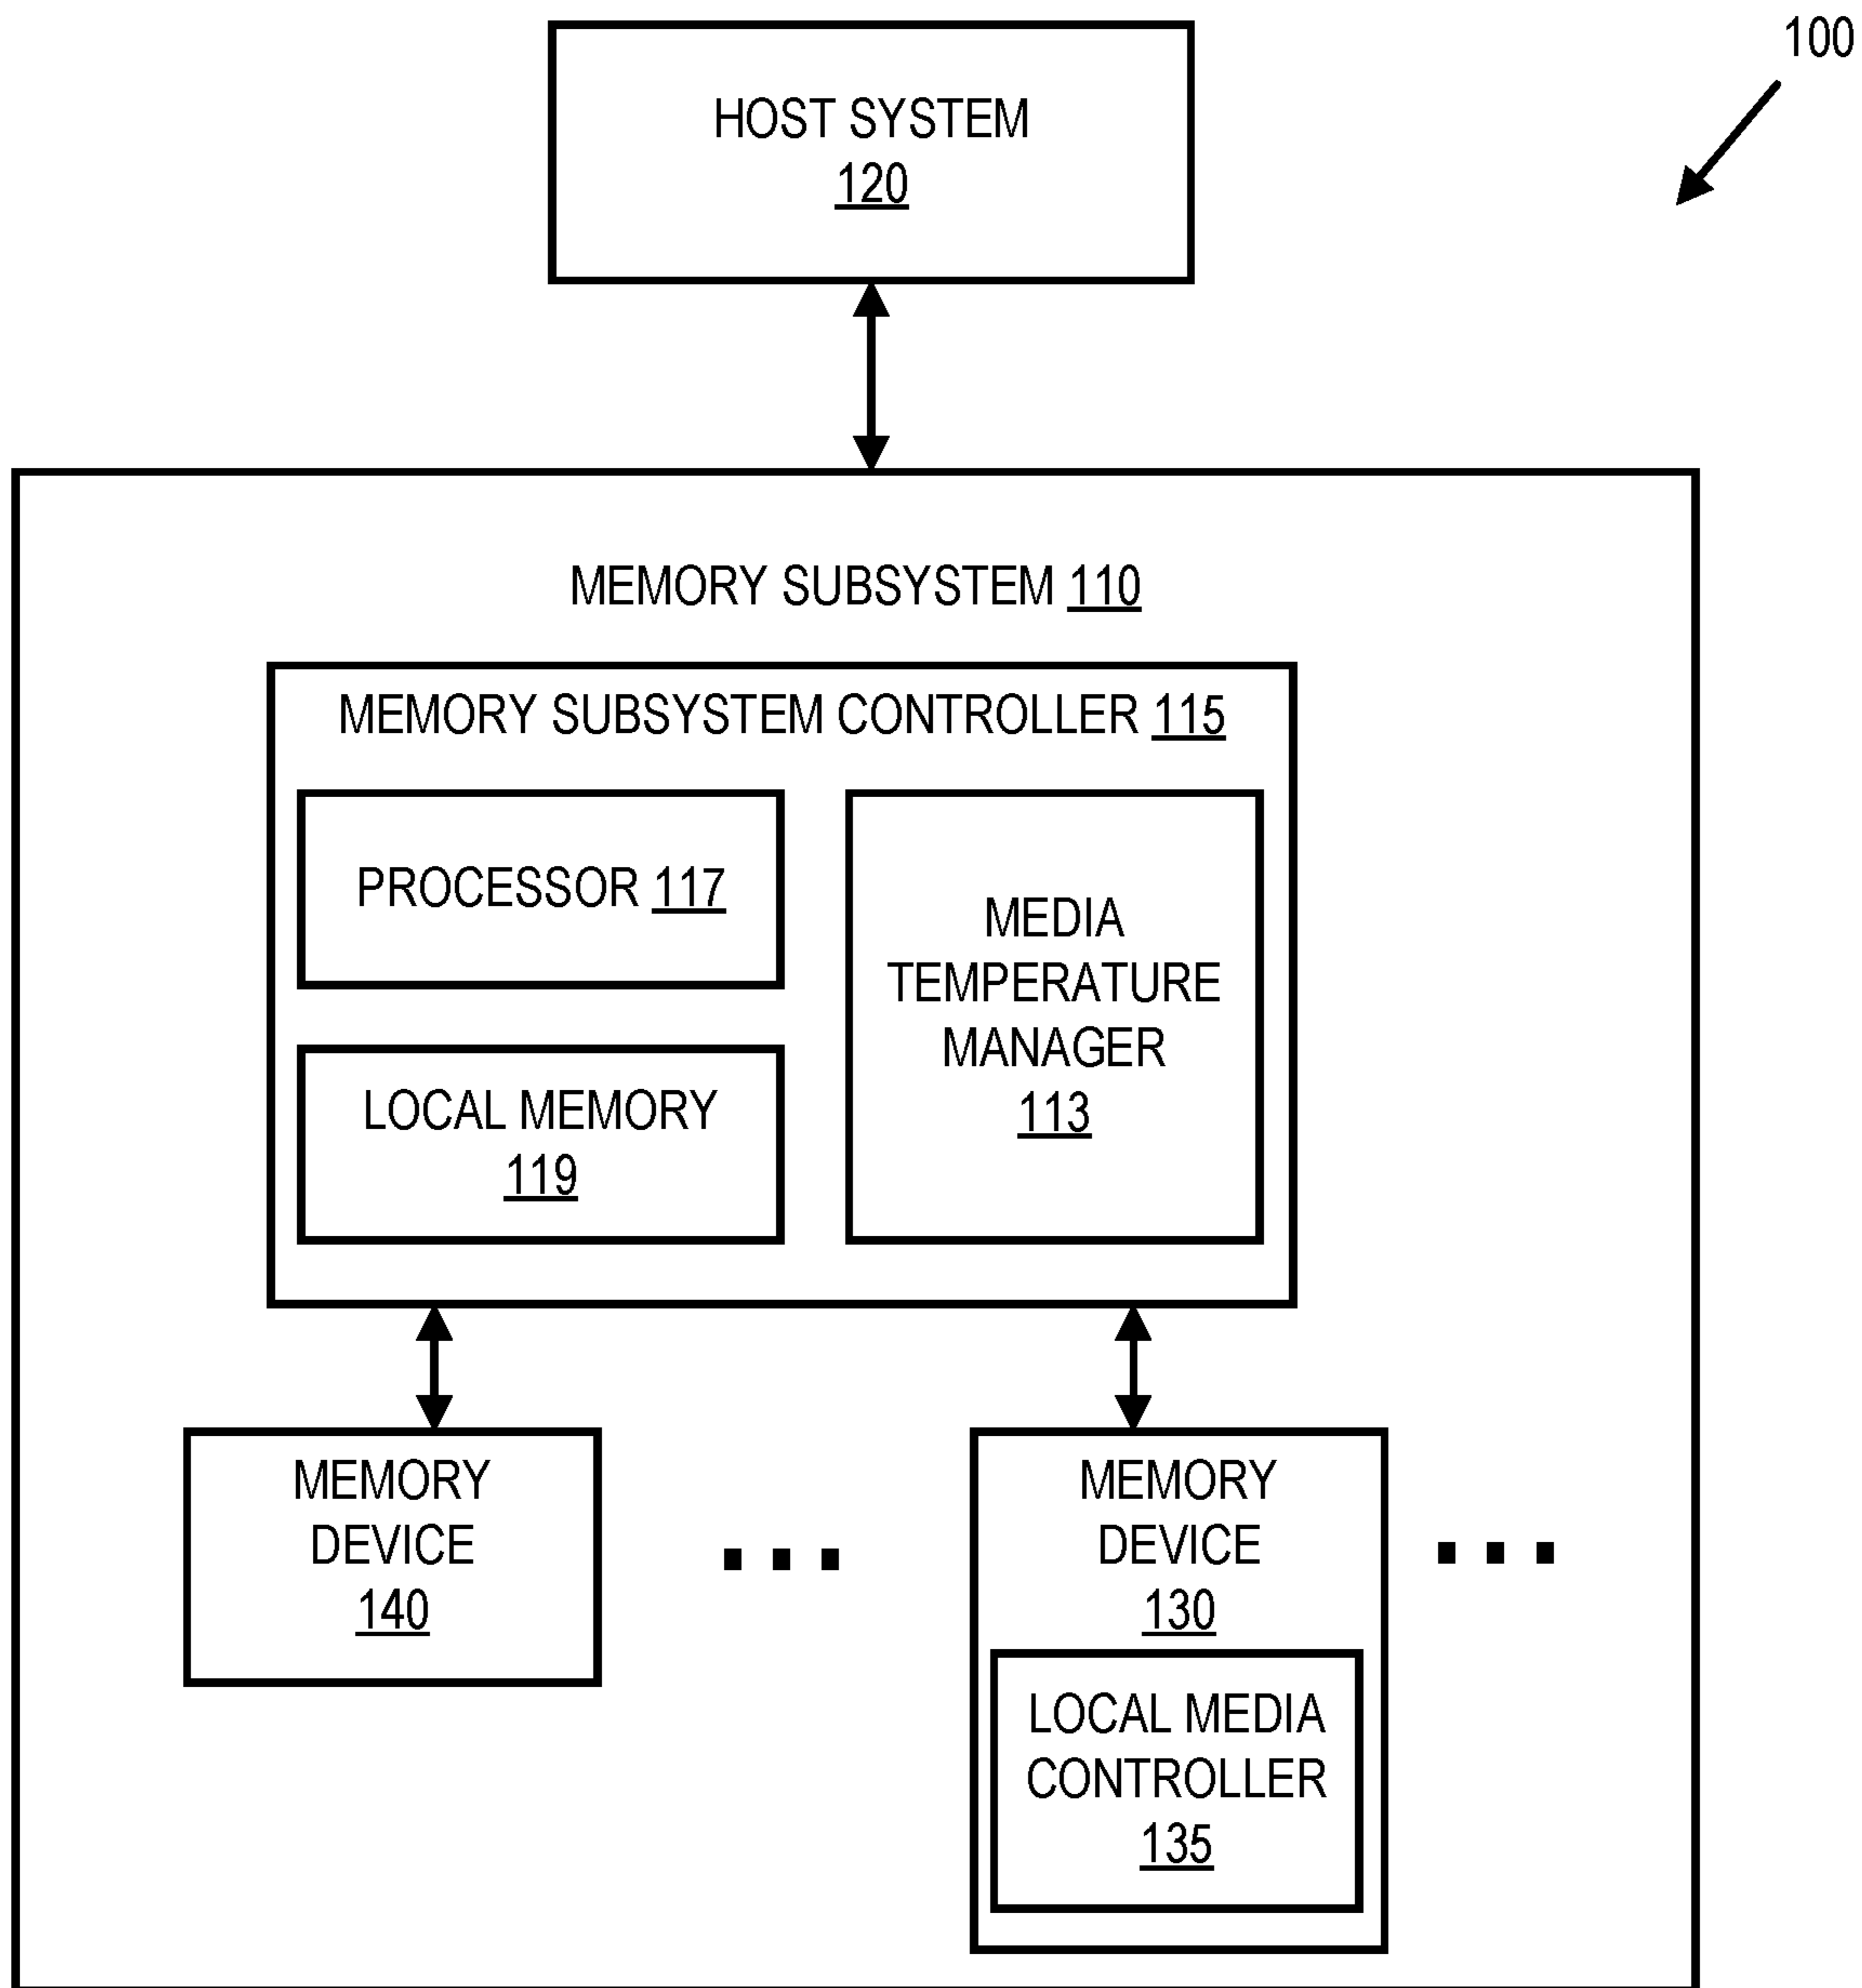 100
HOST SYSTEM
120
MEMORY SUBSYSTEM 110
MEMORY SUBSYSTEM CONTROLLER 115
PROCESSOR 117
MEDIA
TEMPERATURE
MANAGER
113
LOCAL MEMORY
119
MEMORY
DEVICE
140
MEMORY
DEVICE
130
LOCAL MEDIA
CONTROLLER
135